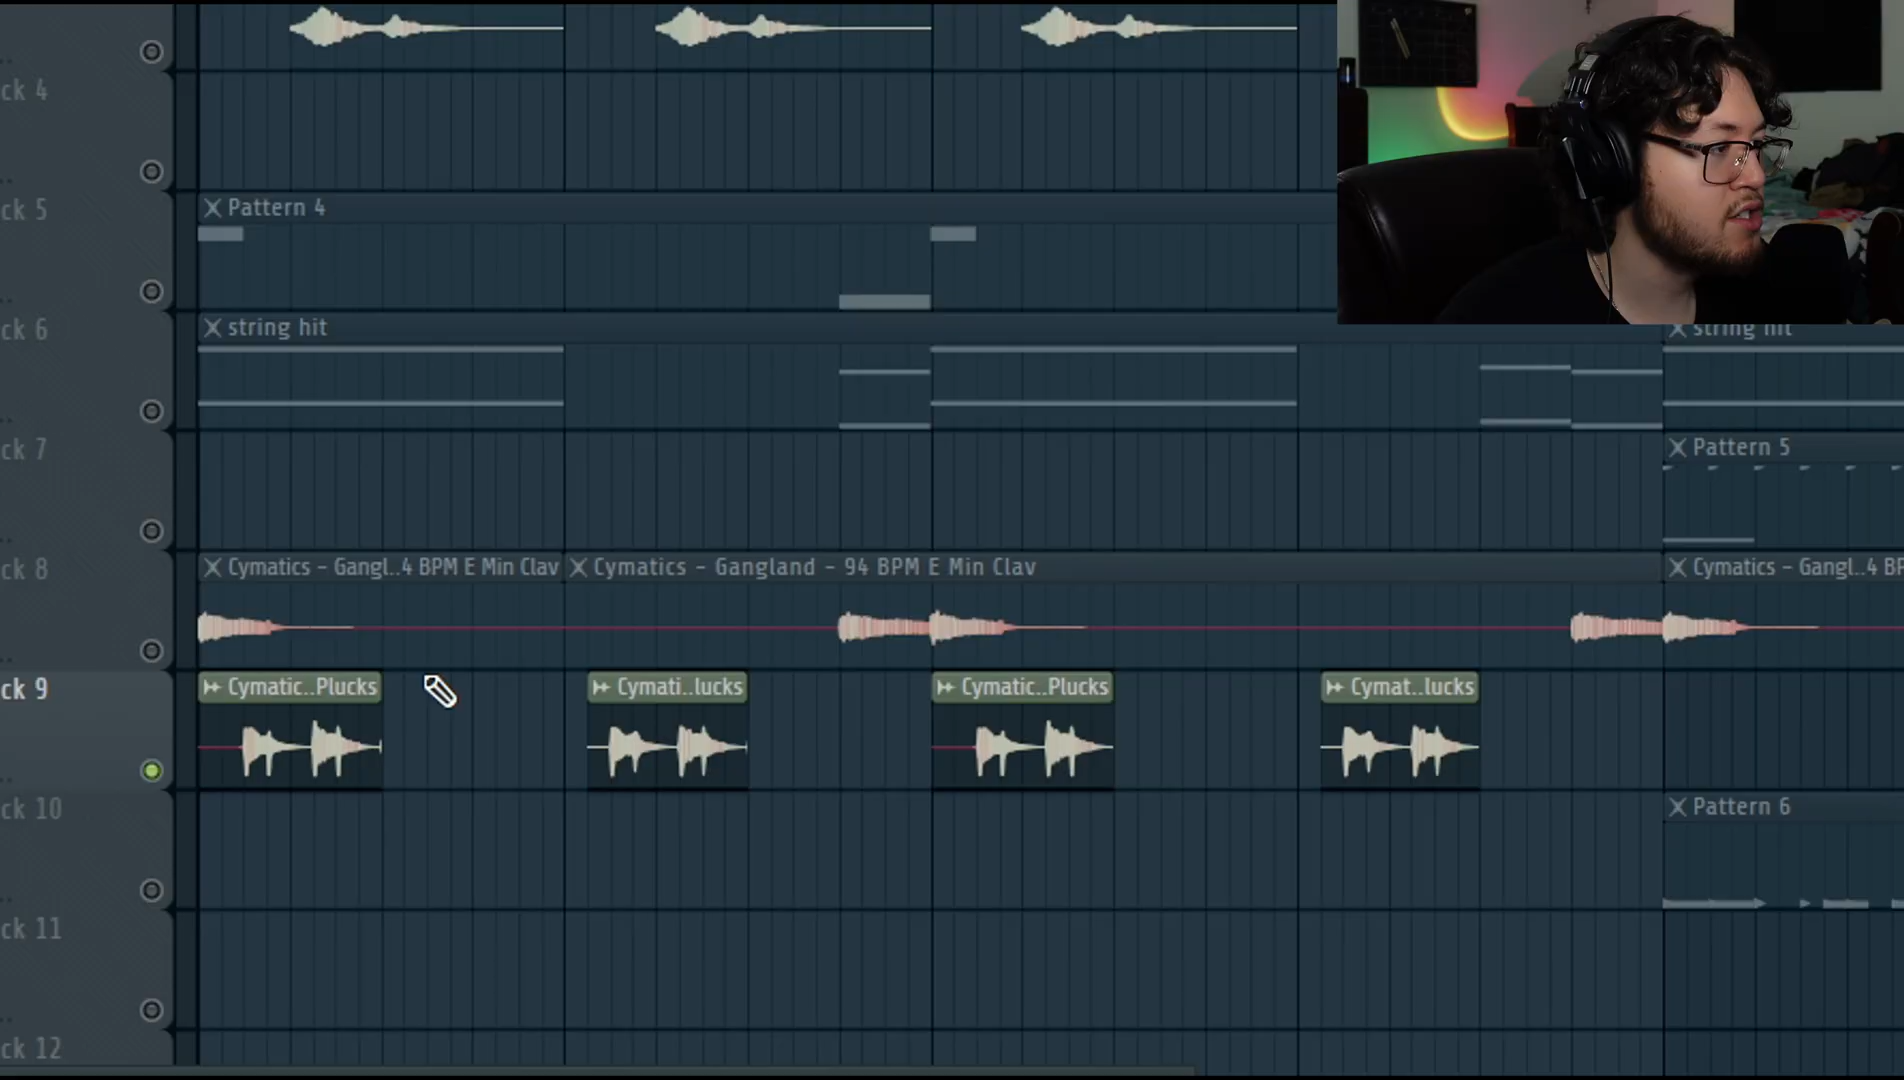 ck 4
ck 5
Pattern 4
ck 6
string hit
string hit
ck 7
Pattern 5
ck 8
Cymatics - Gangl..4 BPM E Min Clav
Cymatics - Gangland - 94 BPM E Min Clav
Cymatics - Gangl..4 BP
ck 9
Cymatic..Plucks
Cymati..lucks
Cymatic..Plucks
Cymat..lucks
ck 10
Pattern 6
ck 11
ck 12